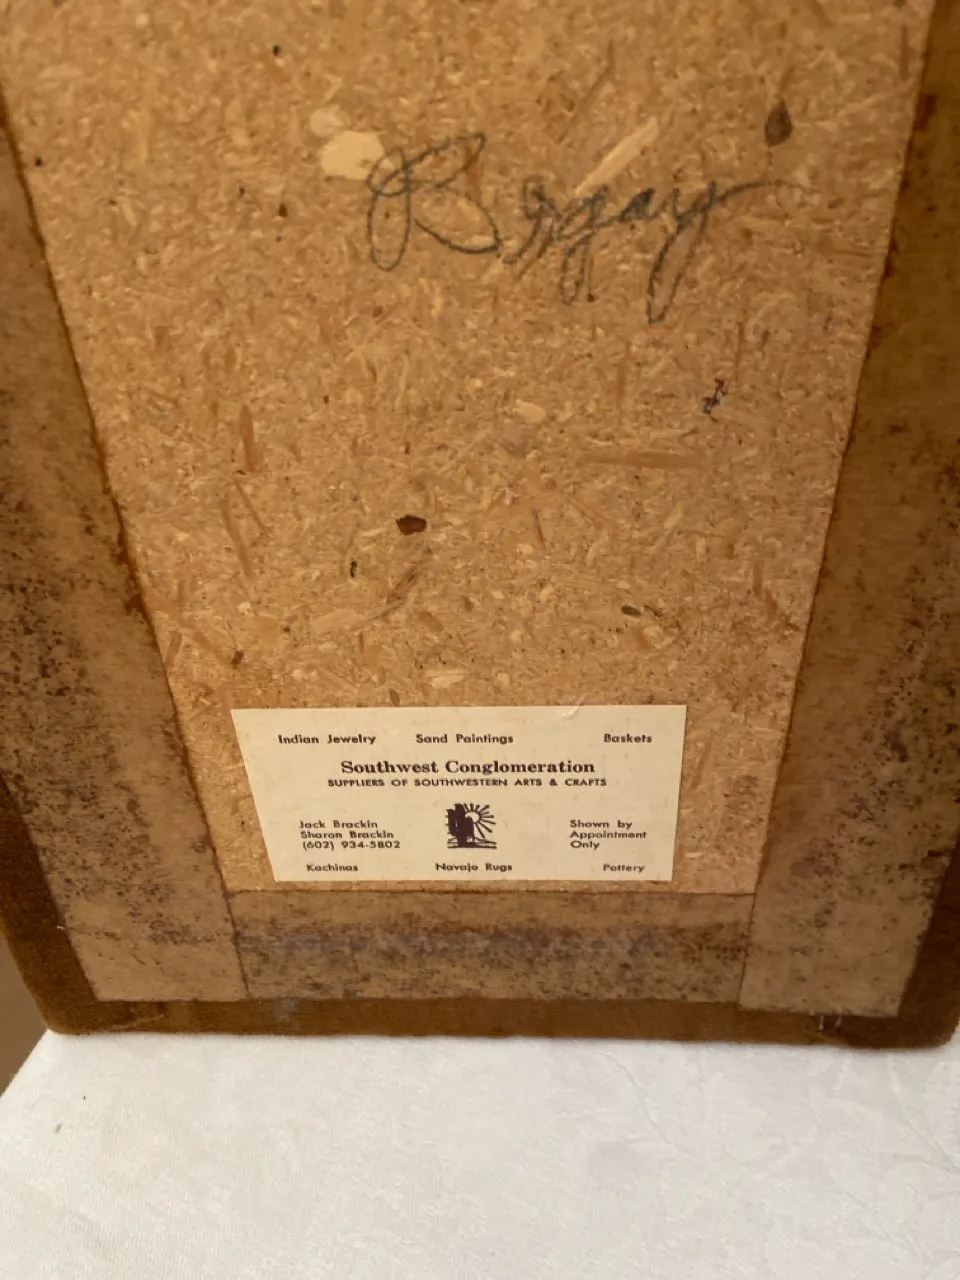 Begay
Indian Jewelry Sand Paintings Baskets
Southwest Conglomeration
SUPPLIERS OF SOUTHWESTERN ARTS & CRAFTS
Jack Brackin
Sharon Brackin
(602) 934-5802
Shown by
Appointment
Only
Kachinas Navajo Rugs Pottery